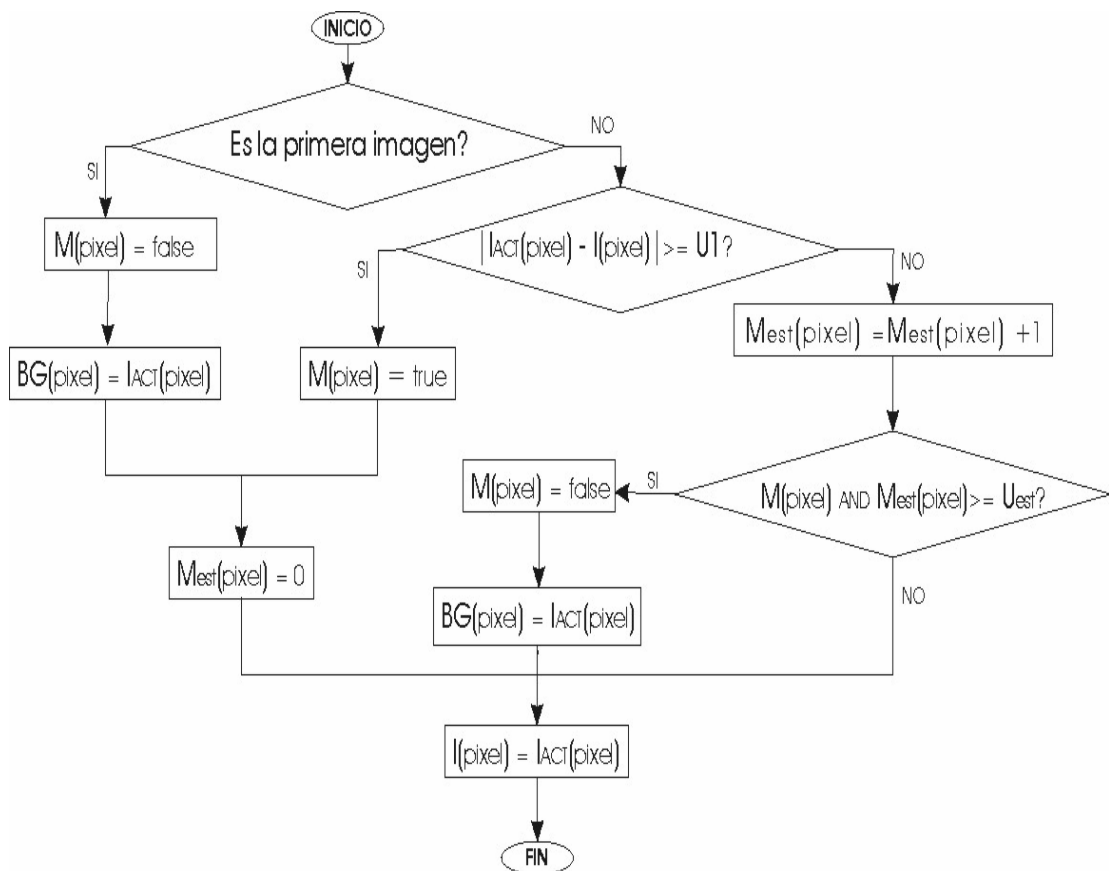 INICIO
Es la primera imagen?
NO
SI
M(pixel) = false
|IACT(pixel) - I(pixel)| >= U1?
SI
NO
BG(pixel) = IACT(pixel)
M(pixel) = true
Mest(pixel) =Mest(pixel) +1
M(pixel) = false
SI
M(pixel) AND Mest(pixel)>= Uest?
Mest(pixel) = 0
NO
BG(pixel) = IACT(pixel)
I(pixel) = IACT(pixel)
FIN